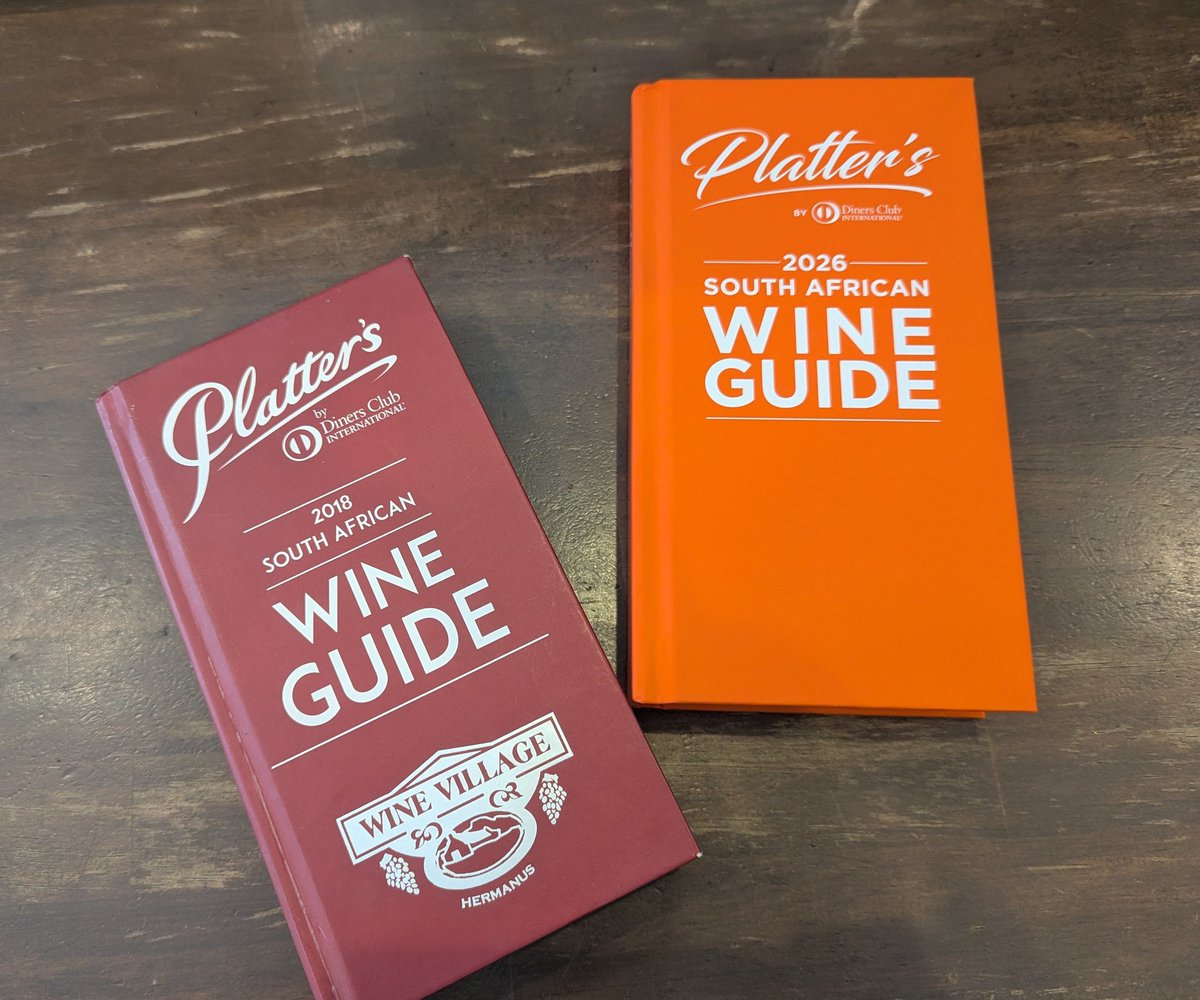 Platter's
by
Diners Club
INTERNATIONAL®
2018
SOUTH AFRICAN
WINE
GUIDE
WINE VILLAGE
HERMANUS
Platter's
BY Diners Club
INTERNATIONAL®
2026
SOUTH AFRICAN
WINE
GUIDE